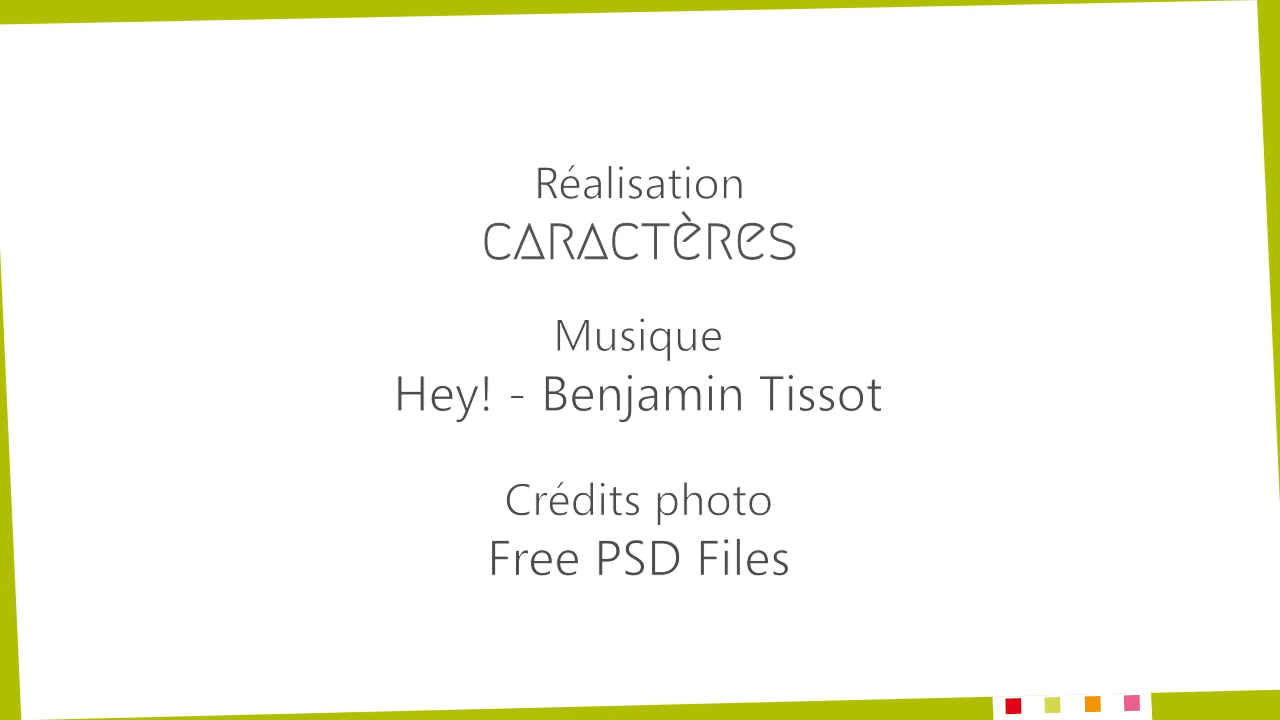 Réalisation
CARACTÈRES
Musique
Hey! - Benjamin Tissot
Crédits photo
Free PSD Files